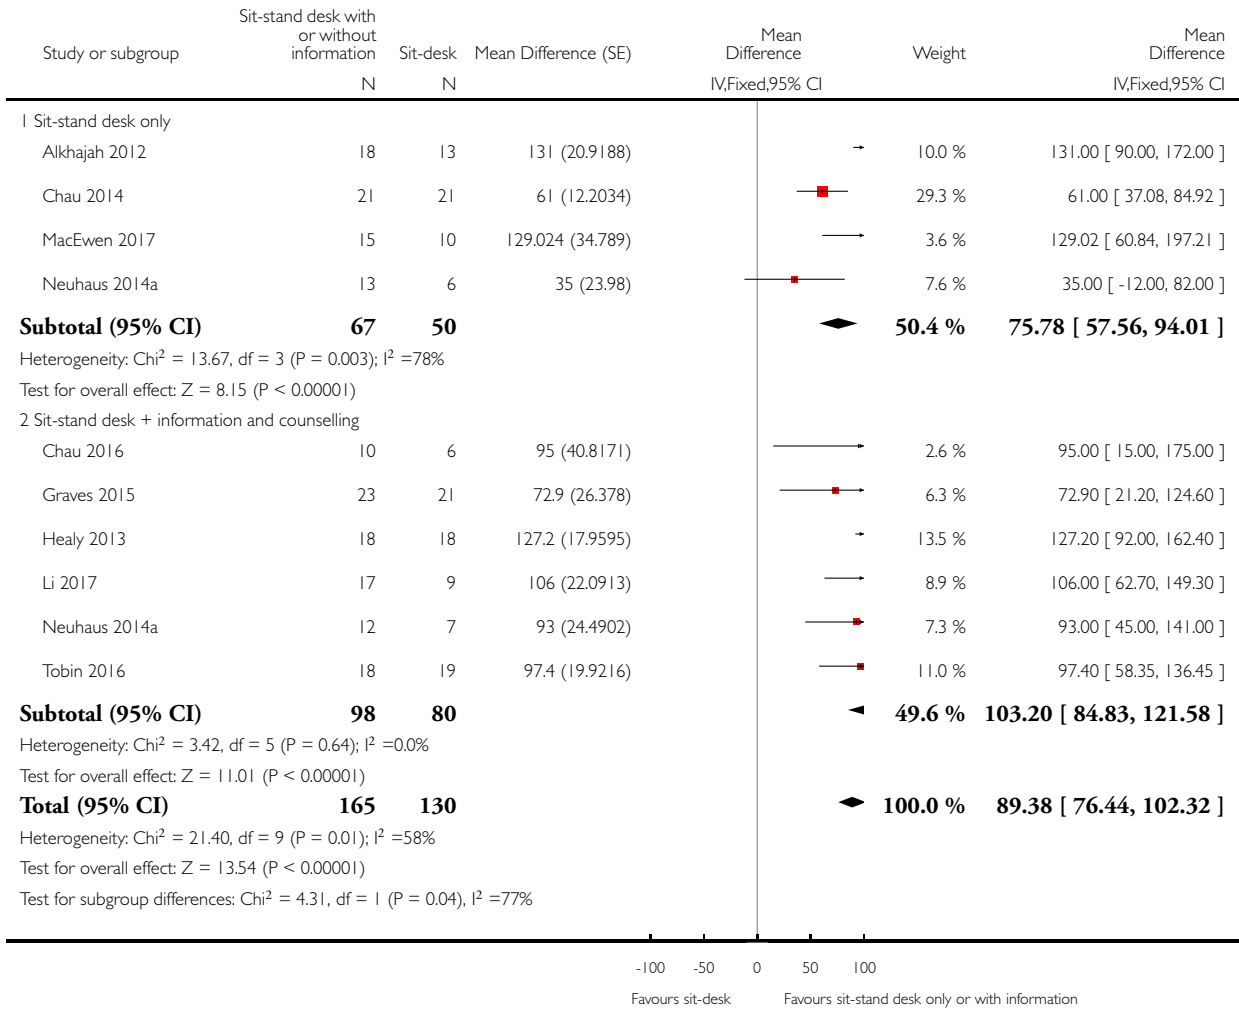 Sit-stand desk with
or without
information
Study or subgroup Sit-desk Mean Difference (SE) Mean Difference Weight Mean Difference
N N IV,Fixed,95% CI IV,Fixed,95% CI
1 Sit-stand desk only
Alkhajah 2012 18 13 131 (20.9188) 10.0 % 131.00 [ 90.00, 172.00 ]
Chau 2014 21 21 61 (12.2034) 29.3 % 61.00 [ 37.08, 84.92 ]
MacEwen 2017 15 10 129.024 (34.789) 3.6 % 129.02 [ 60.84, 197.21 ]
Neuhaus 2014a 13 6 35 (23.98) 7.6 % 35.00 [ -12.00, 82.00 ]
Subtotal (95% CI) 67 50 50.4 % 75.78 [ 57.56, 94.01 ]
Heterogeneity: Chi² = 13.67, df = 3 (P = 0.003); I² =78%
Test for overall effect: Z = 8.15 (P < 0.00001)
2 Sit-stand desk + information and counselling
Chau 2016 10 6 95 (40.8171) 2.6 % 95.00 [ 15.00, 175.00 ]
Graves 2015 23 21 72.9 (26.378) 6.3 % 72.90 [ 21.20, 124.60 ]
Healy 2013 18 18 127.2 (17.9595) 13.5 % 127.20 [ 92.00, 162.40 ]
Li 2017 17 9 106 (22.0913) 8.9 % 106.00 [ 62.70, 149.30 ]
Neuhaus 2014a 12 7 93 (24.4902) 7.3 % 93.00 [ 45.00, 141.00 ]
Tobin 2016 18 19 97.4 (19.9216) 11.0 % 97.40 [ 58.35, 136.45 ]
Subtotal (95% CI) 98 80 49.6 % 103.20 [ 84.83, 121.58 ]
Heterogeneity: Chi² = 3.42, df = 5 (P = 0.64); I² =0.0%
Test for overall effect: Z = 11.01 (P < 0.00001)
Total (95% CI) 165 130 100.0 % 89.38 [ 76.44, 102.32 ]
Heterogeneity: Chi² = 21.40, df = 9 (P = 0.01); I² =58%
Test for overall effect: Z = 13.54 (P < 0.00001)
Test for subgroup differences: Chi² = 4.31, df = 1 (P = 0.04), I² =77%
-100 -50 0 50 100
Favours sit-desk Favours sit-stand desk only or with information